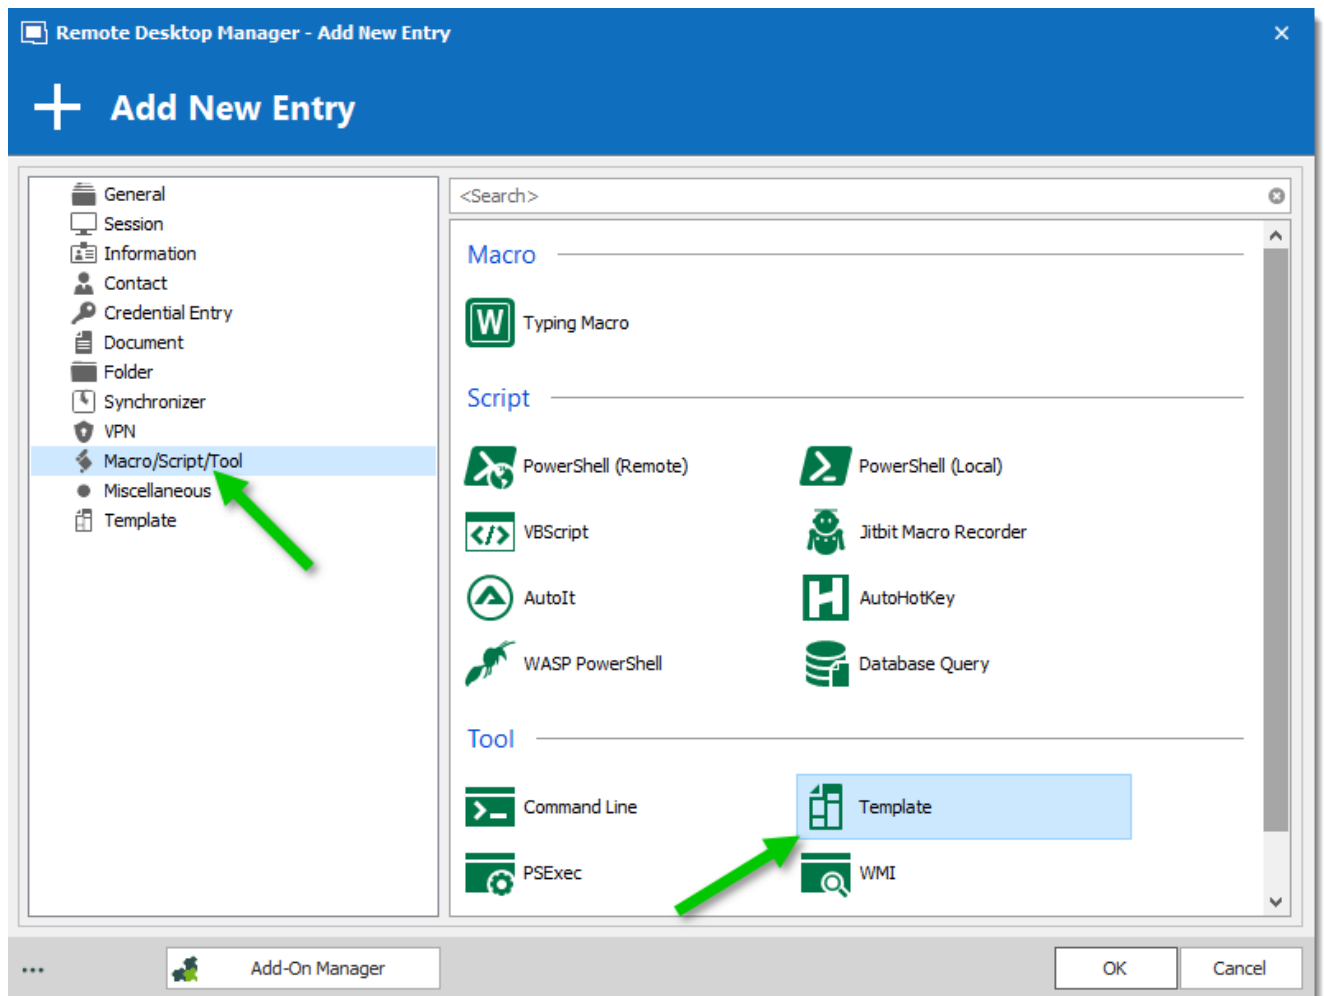 Remote Desktop Manager - Add New Entry
Add New Entry
General
Session
Information
Contact
Credential Entry
Document
Folder
Synchronizer
VPN
Macro/Script/Tool
Miscellaneous
Template
<Search>
Macro
W
Typing Macro
Script
PowerShell (Remote)
PowerShell (Local)
VBScript
Jitbit Macro Recorder
AutoIt
H
AutoHotKey
WASP PowerShell
Database Query
Tool
Command Line
Template
PSExec
WMI
...
Add-On Manager
OK
Cancel